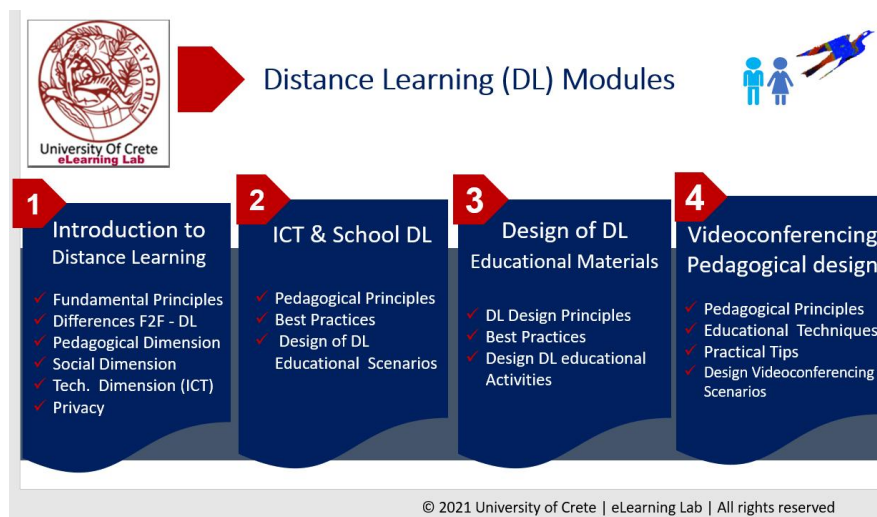 ΕΥΡΩΠΗ
University of Crete
eLearning Lab
Distance Learning (DL) Modules
1
Introduction to
Distance Learning
Fundamental Principles
Differences F2F - DL
Pedagogical Dimension
Social Dimension
Tech. Dimension (ICT)
Privacy
2
ICT & School DL
Pedagogical Principles
Best Practices
Design of DL
Educational Scenarios
3
Design of DL
Educational Materials
DL Design Principles
Best Practices
Design DL educational
Activities
4
Videoconferencing
Pedagogical design
Pedagogical Principles
Educational Techniques
Practical Tips
Design Videoconferencing
Scenarios
© 2021 University of Crete | eLearning Lab | All rights reserved